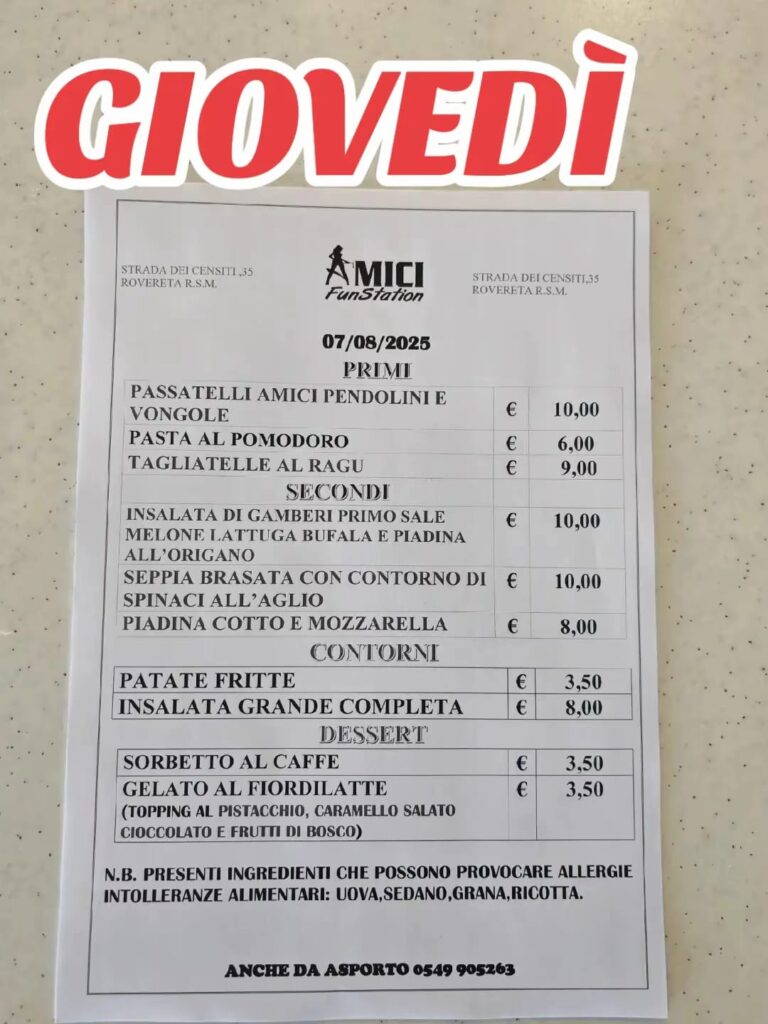 GIOVEDÌ
STRADA DEI CENSITI ,35
ROVERETA R.S.M.
AMICI
FunStation
STRADA DEI CENSITI,35
ROVERETA R.S.M.
07/08/2025
PRIMI
PASSATELLI AMICI PENDOLINI E
VONGOLE € 10,00
PASTA AL POMODORO € 6,00
TAGLIATELLE AL RAGU € 9,00
SECONDI
INSALATA DI GAMBERI PRIMO SALE € 10,00
MELONE LATTUGA BUFALA E PIADINA
ALL'ORIGANO
SEPPIA BRASATA CON CONTORNO DI € 10,00
SPINACI ALL'AGLIO
PIADINA COTTO E MOZZARELLA € 8,00
CONTORNI
PATATE FRITTE € 3,50
INSALATA GRANDE COMPLETA € 8,00
DESSERT
SORBETTO AL CAFFE € 3,50
GELATO AL FIORDILATTE € 3,50
(TOPPING AL PISTACCHIO, CARAMELLO SALATO
CIOCCOLATO E FRUTTI DI BOSCO)
N.B. PRESENTI INGREDIENTI CHE POSSONO PROVOCARE ALLERGIE
INTOLLERANZE ALIMENTARI: UOVA,SEDANO,GRANA,RICOTTA.
ANCHE DA ASPORTO 0549 905263